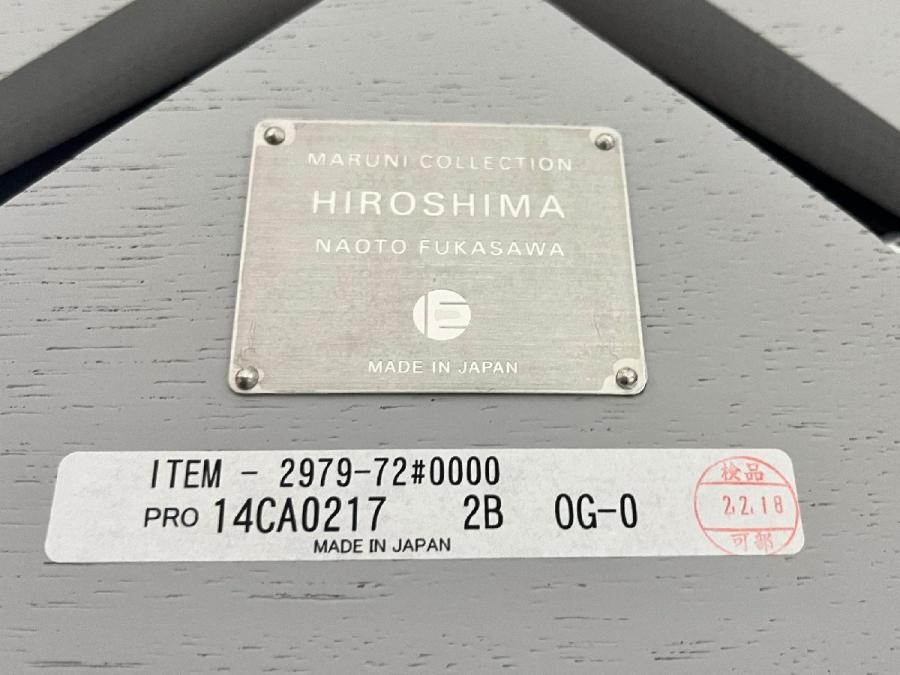 MARUNI COLLECTION
HIROSHIMA
NAOTO FUKASAWA
MADE IN JAPAN
ITEM - 2979-72#0000
PRO 14CA0217 2B OG-0
MADE IN JAPAN
検品
2.2.18
可部